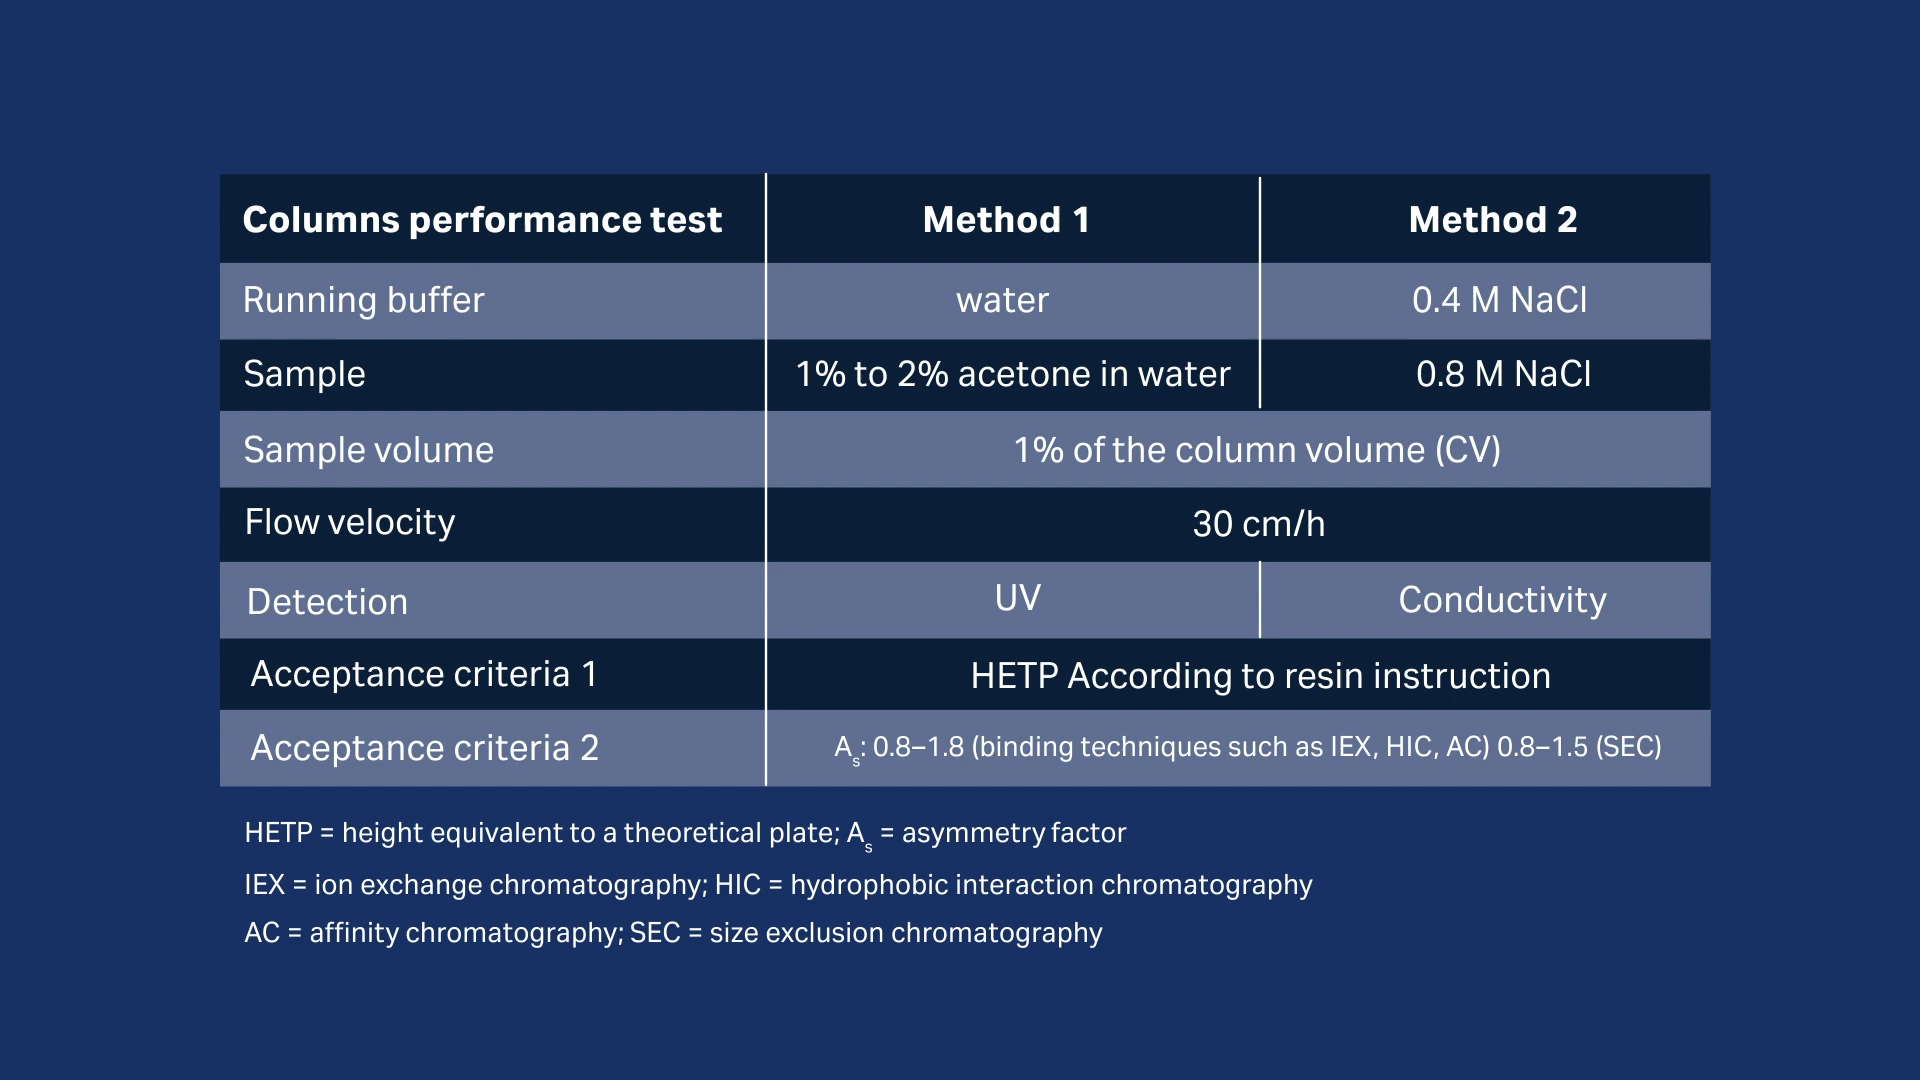 Columns performance test Method 1 Method 2
Running buffer water 0.4 M NaCl
Sample 1% to 2% acetone in water 0.8 M NaCl
Sample volume 1% of the column volume (CV)
Flow velocity 30 cm/h
Detection UV Conductivity
Acceptance criteria 1 HETP According to resin instruction
Acceptance criteria 2 As: 0.8–1.8 (binding techniques such as IEX, HIC, AC) 0.8–1.5 (SEC)
HETP = height equivalent to a theoretical plate; As = asymmetry factor
IEX = ion exchange chromatography; HIC = hydrophobic interaction chromatography
AC = affinity chromatography; SEC = size exclusion chromatography